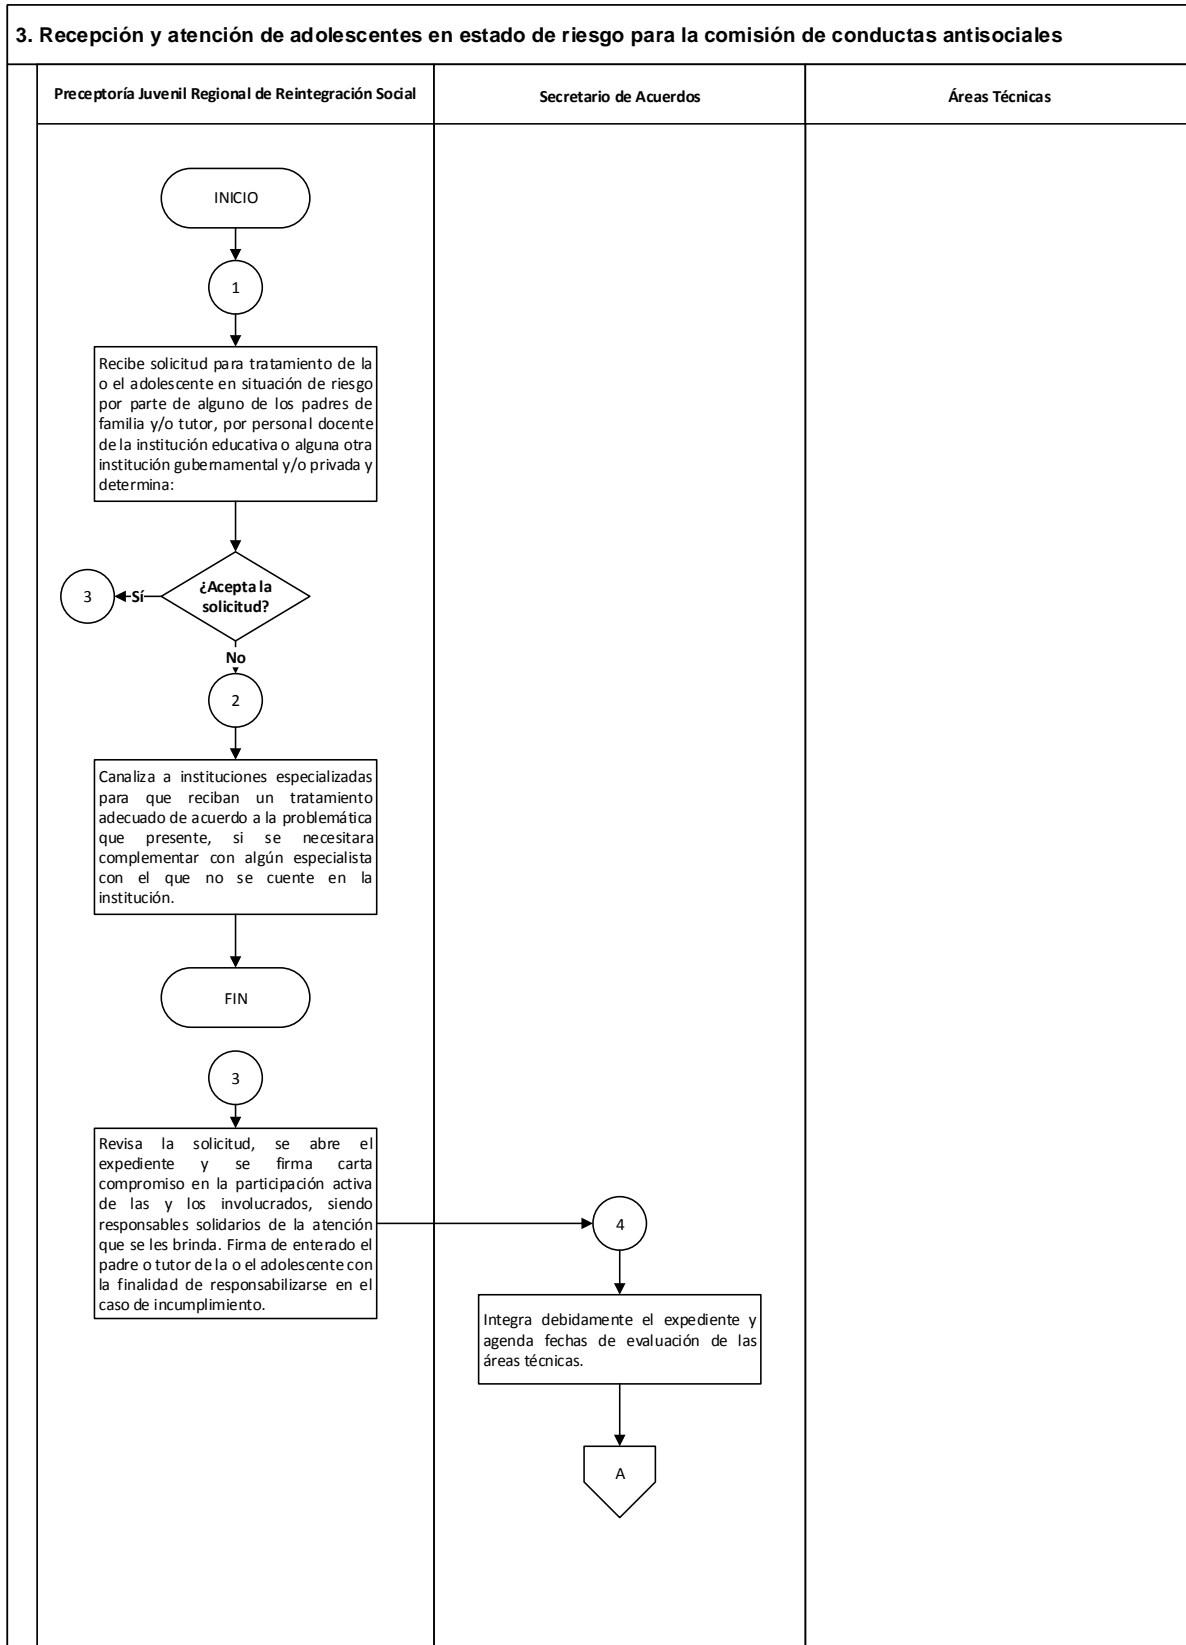 3. Recepción y atención de adolescentes en estado de riesgo para la comisión de conductas antisociales
Preceptoría Juvenil Regional de Reintegración Social
Secretario de Acuerdos
Áreas Técnicas
INICIO
1
Recibe solicitud para tratamiento de la
o el adolescente en situación de riesgo
por parte de alguno de los padres de
familia y/o tutor, por personal docente
de la institución educativa o alguna otra
institución gubernamental y/o privada y
determina:
¿Acepta la
solicitud?
Sí
3
No
2
Canaliza a instituciones especializadas
para que reciban un tratamiento
adecuado de acuerdo a la problemática
que presente, si se necesitara
complementar con algún especialista
con el que no se cuente en la
institución.
FIN
3
Revisa la solicitud, se abre el
expediente y se firma carta
compromiso en la participación activa
de las y los involucrados, siendo
responsables solidarios de la atención
que se les brinda. Firma de enterado el
padre o tutor de la o el adolescente con
la finalidad de responsabilizarse en el
caso de incumplimiento.
4
Integra debidamente el expediente y
agenda fechas de evaluación de las
áreas técnicas.
A